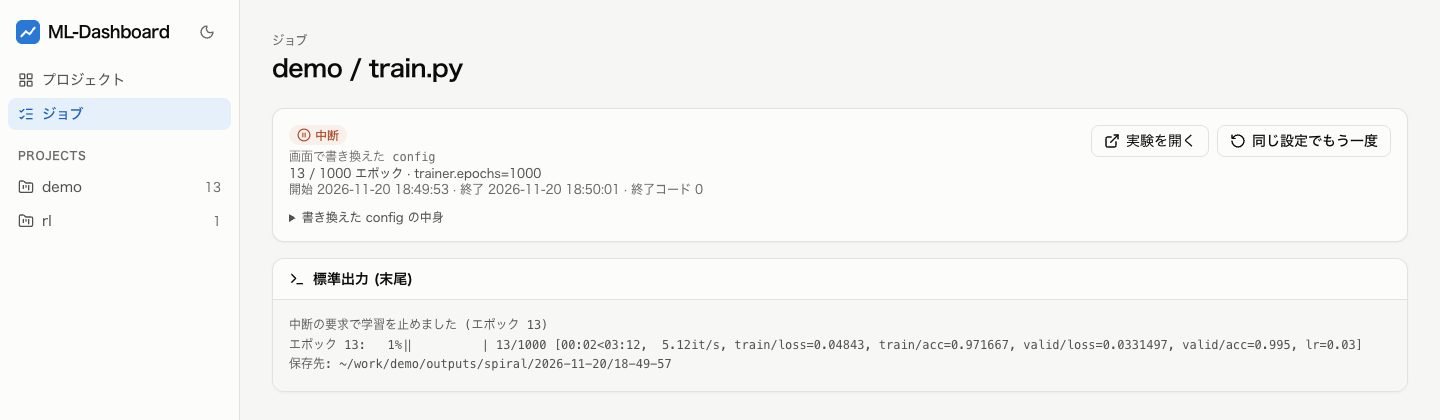 ML-Dashboard
プロジェクト
ジョブ
PROJECTS
demo 13
rl 1
ジョブ
demo / train.py
中断
画面で書き換えた config
13 / 1000 エポック · trainer.epochs=1000
開始 2026-11-20 18:49:53 · 終了 2026-11-20 18:50:01 · 終了コード 0
書き換えた config の中身
実験を開く
同じ設定でもう一度
標準出力 (末尾)
中断の要求で学習を止めました (エポック 13)
エポック 13:   1%||          | 13/1000 [00:02<03:12,  5.12it/s, train/loss=0.04843, train/acc=0.971667, valid/loss=0.0331497, valid/acc=0.995, lr=0.03]
保存先: ~/work/demo/outputs/spiral/2026-11-20/18-49-57